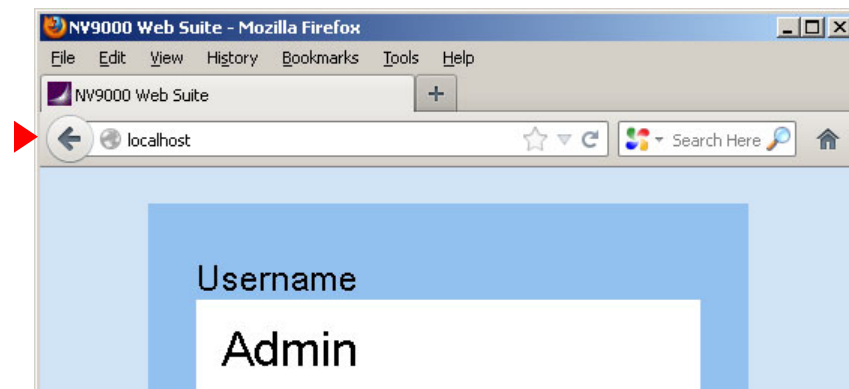 NV9000 Web Suite - Mozilla Firefox
File Edit View History Bookmarks Tools Help
NV9000 Web Suite
localhost Search Here
Username
Admin